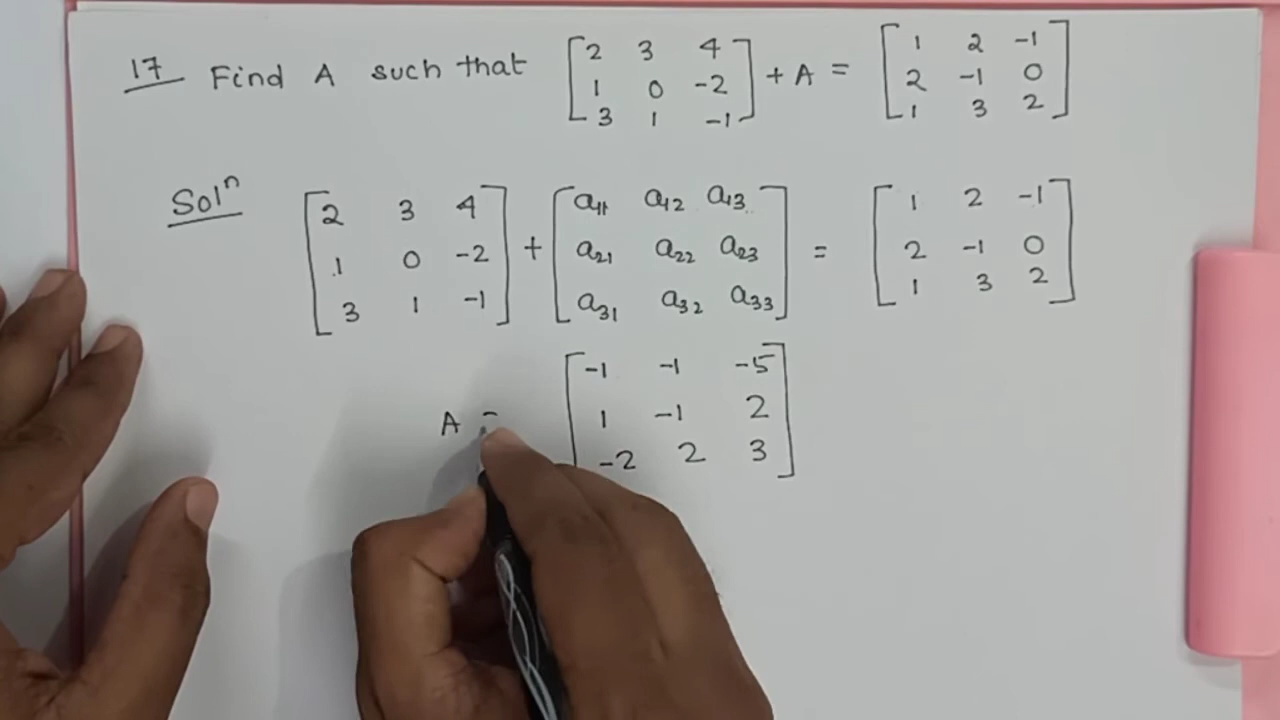 17 Find A such that [2 3 4 + A = [1 2 -1
1 0 -2 2 -1 0
3 1 -1] 1 3 2]
Solⁿ [2 3 4 + [a₁₁ a₁₂ a₁₃ = [1 2 -1
1 0 -2 a₂₁ a₂₂ a₂₃ 2 -1 0
3 1 -1] a₃₁ a₃₂ a₃₃] 1 3 2]
[-1 -1 -5
A = 1 -1 2
-2 2 3]